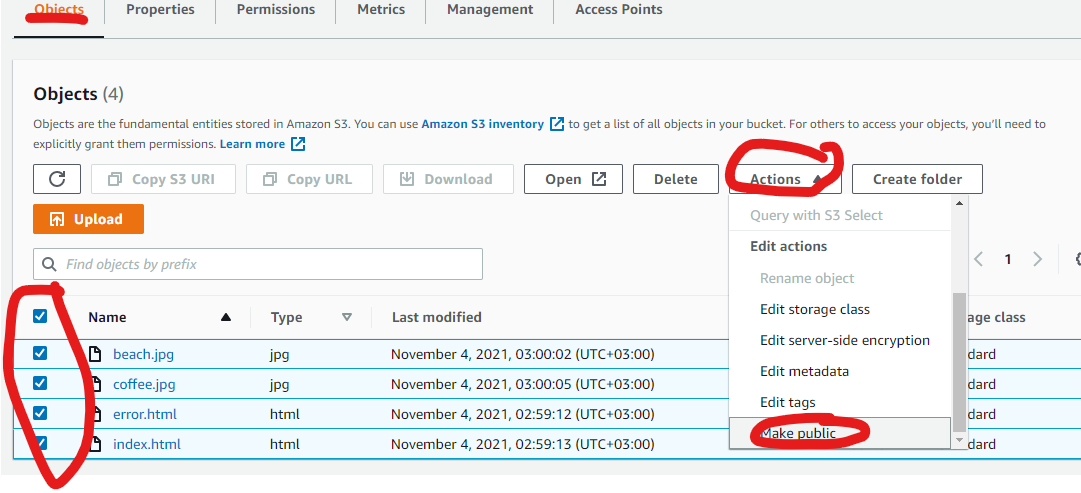 Objects Properties Permissions Metrics Management Access Points
Objects (4)
Objects are the fundamental entities stored in Amazon S3. You can use Amazon S3 inventory to get a list of all objects in your bucket. For others to access your objects, you'll need to
explicitly grant them permissions. Learn more
Copy S3 URI Copy URL Download Open Delete Actions Create folder
Upload
Query with S3 Select
Edit actions
Find objects by prefix
1
Rename object
Edit storage class
Name Type Last modified age class
Edit server-side encryption
beach.jpg jpg November 4, 2021, 03:00:02 (UTC+03:00) dard
Edit metadata
coffee.jpg jpg November 4, 2021, 03:00:05 (UTC+03:00) dard
Edit tags
error.html html November 4, 2021, 02:59:12 (UTC+03:00) dard
Make public
index.html html November 4, 2021, 02:59:13 (UTC+03:00) dard